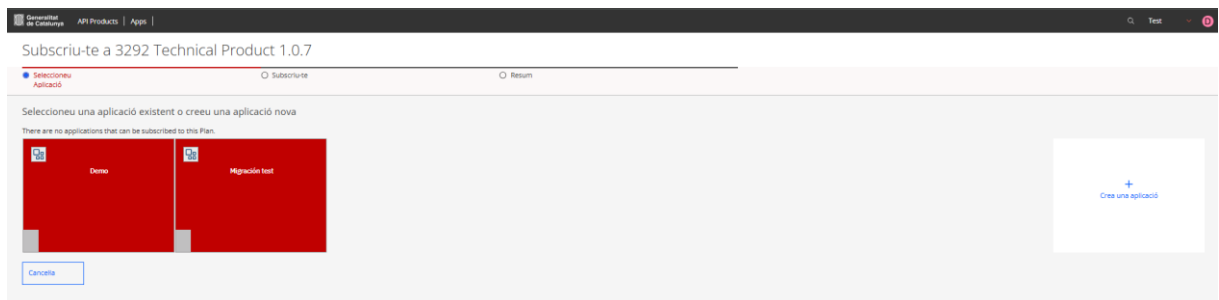 Generalitat de Catalunya API Products | Apps | Test D
Subscriu-te a 3292 Technical Product 1.0.7
Seleccioneu Aplicació Subscriu-te Resum
Seleccioneu una aplicació existent o creeu una aplicació nova
There are no applications that can be subscribed to this Plan.
Demo Migración test
+
Crea una aplicació
Cancella